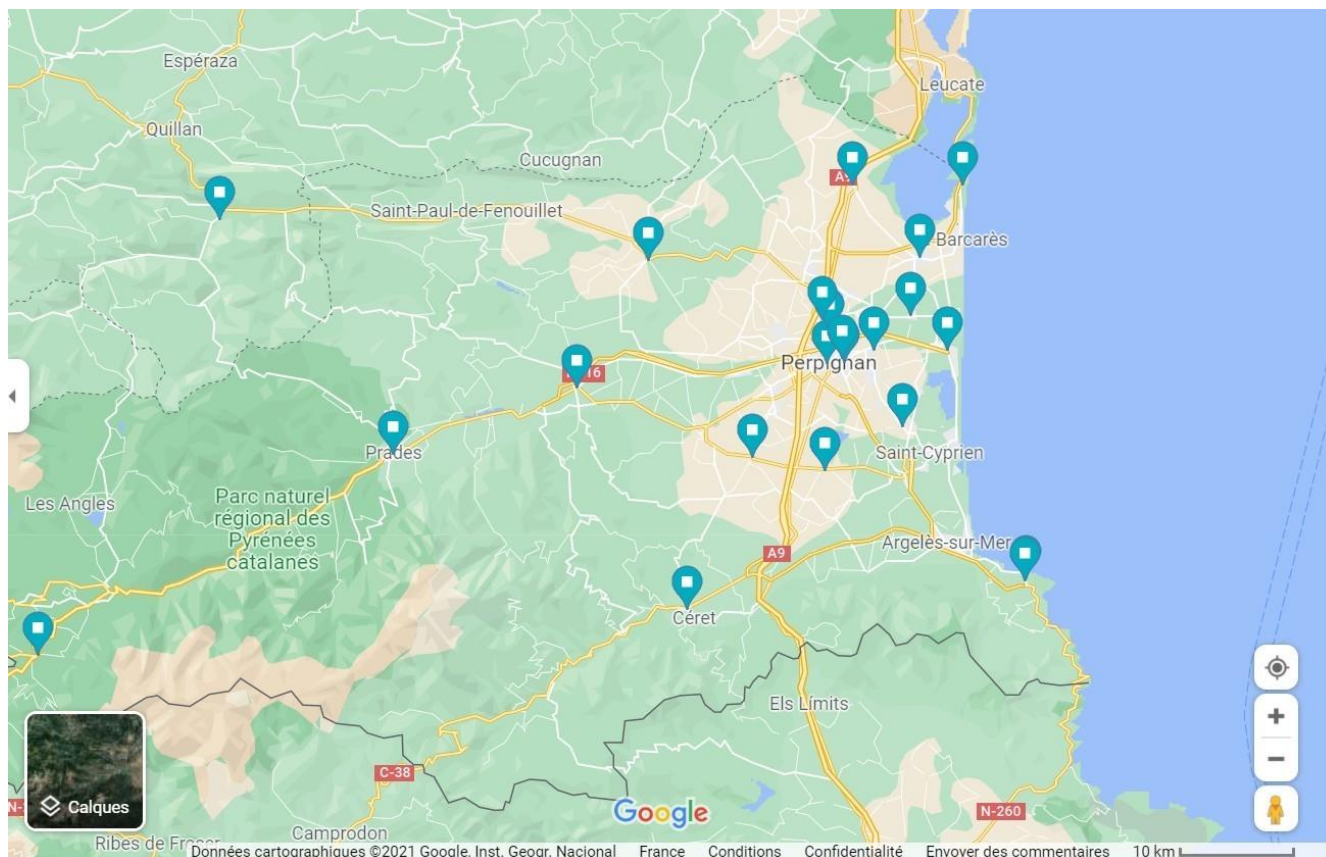 Espéraza
Leucate
Quillan
Cucugnan
A9
Saint-Paul-de-Fenouillet
Barcarès
Perpignan
16
Prades
Saint-Cyprien
Les Angles
Parc naturel
régional des
Pyrénées
catalanes
Argelès-sur-Mer
A9
Céret
Els Límits
C-38
Calques
Google
N-260
Camprodon
Ribes de Freser
Données cartographiques ©2021 Google, Inst. Geogr. Nacional France Conditions Confidentialité Envoyer des commentaires 10 km